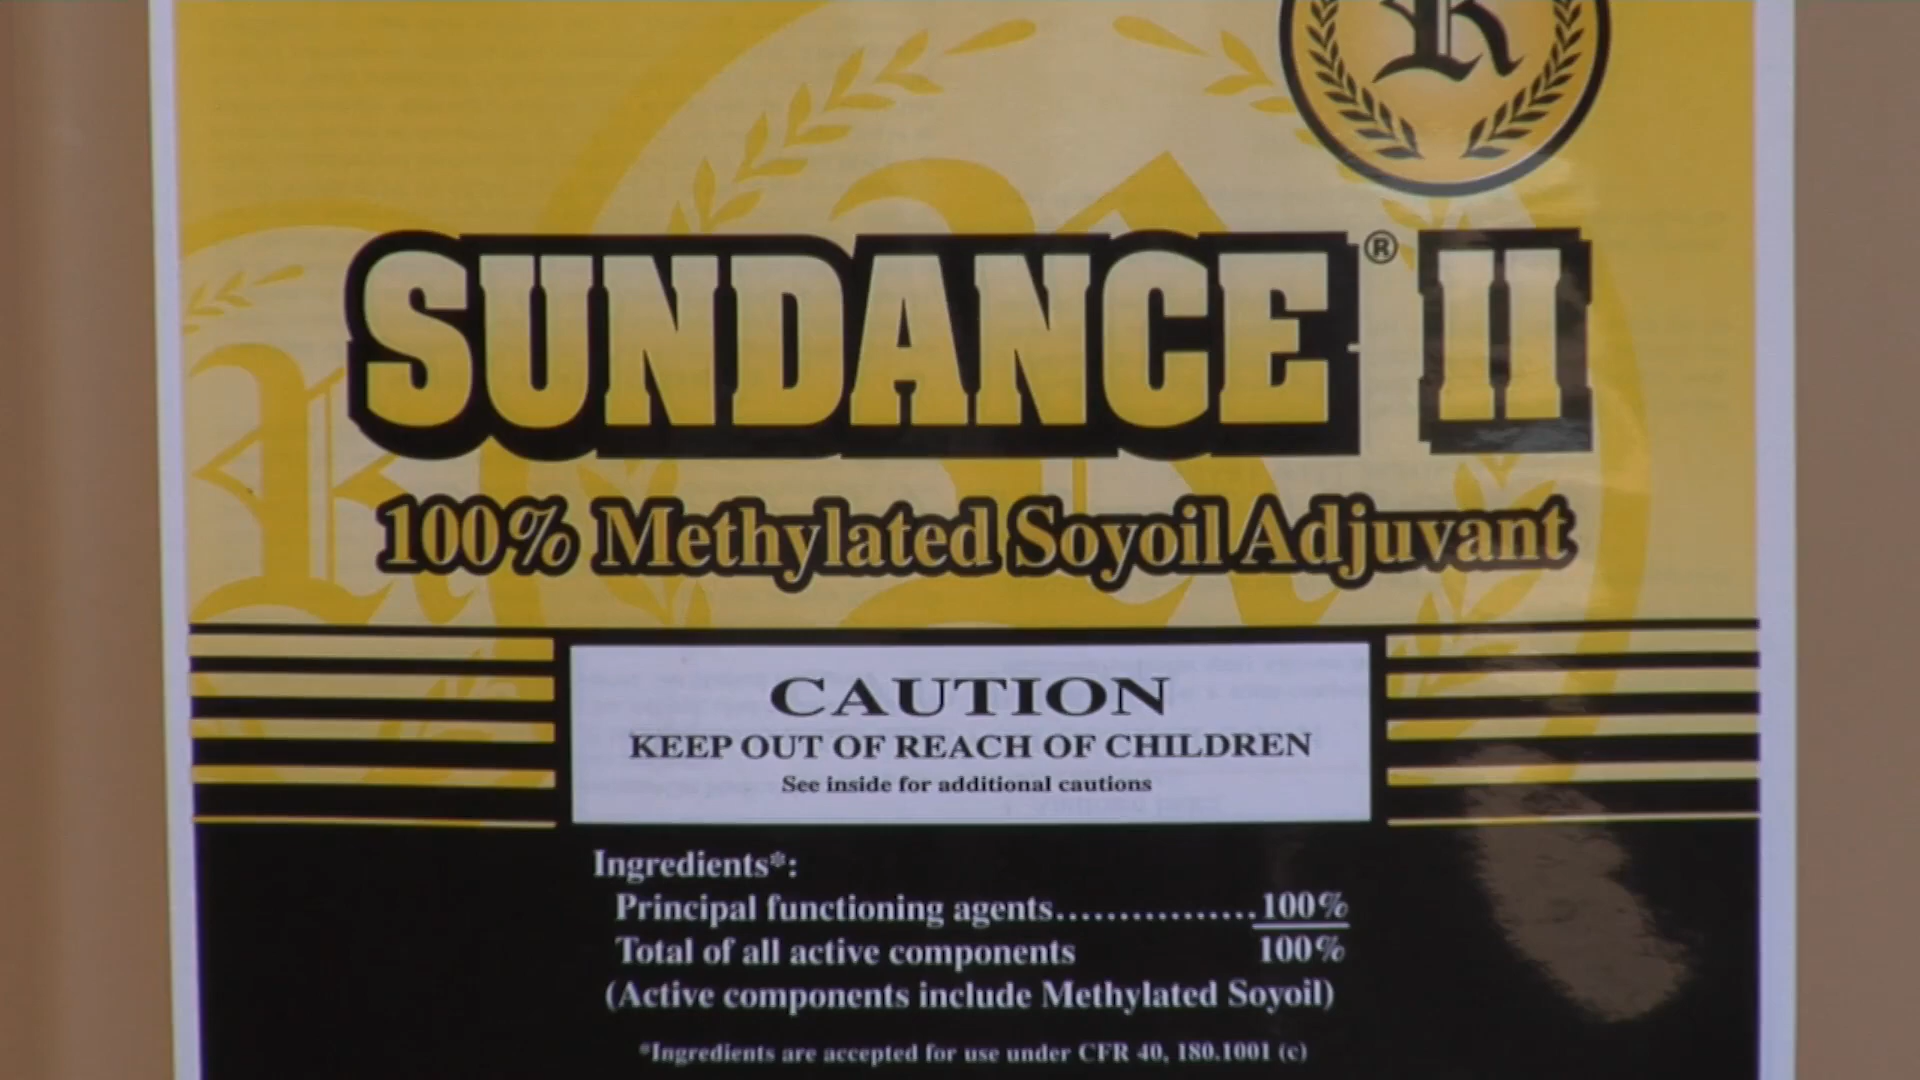 R
SUNDANCE® II
100% Methylated Soyoil Adjuvant
CAUTION
KEEP OUT OF REACH OF CHILDREN
See inside for additional cautions
Ingredients*:
Principal functioning agents................100%
Total of all active components 100%
(Active components include Methylated Soyoil)
*Ingredients are accepted for use under CFR 40, 180.1001 (c)